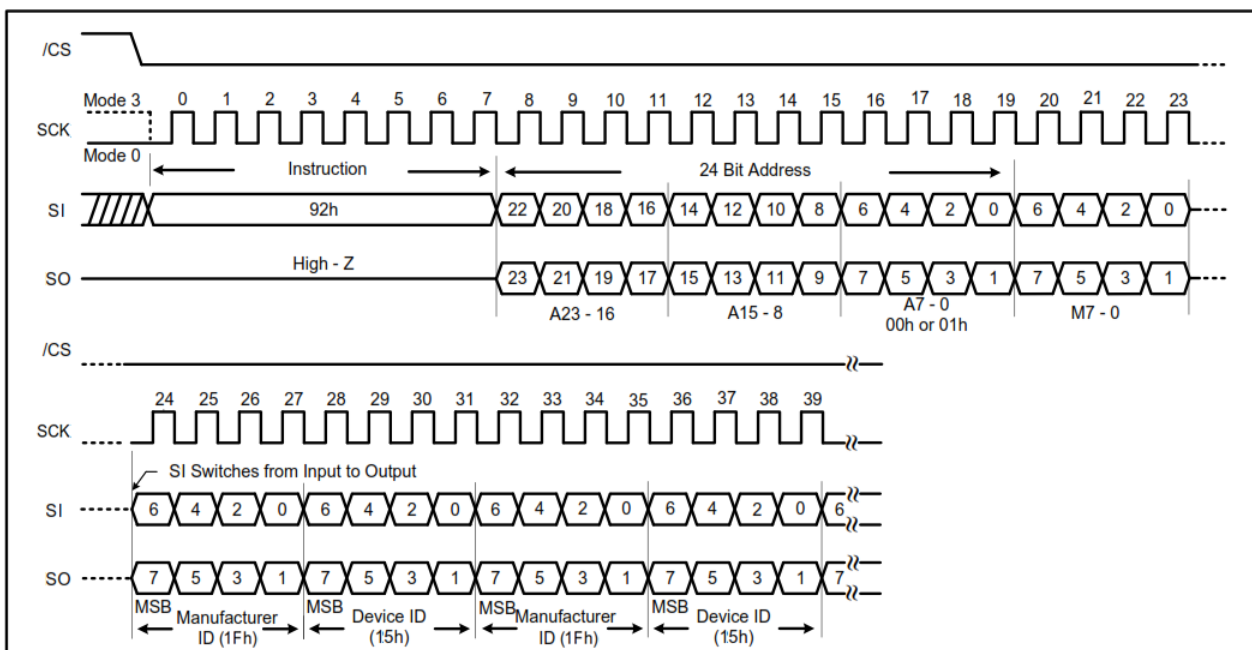 /CS
Mode 3 0 1 2 3 4 5 6 7 8 9 10 11 12 13 14 15 16 17 18 19 20 21 22 23
SCK
Mode 0
Instruction 24 Bit Address
SI 92h 22 20 18 16 14 12 10 8 6 4 2 0 6 4 2 0
High - Z
SO 23 21 19 17 15 13 11 9 7 5 3 1 7 5 3 1
A23 - 16 A15 - 8 A7 - 0 M7 - 0
00h or 01h
/CS
24 25 26 27 28 29 30 31 32 33 34 35 36 37 38 39
SCK
SI Switches from Input to Output
SI 6 4 2 0 6 4 2 0 6 4 2 0 6 4 2 0 6
SO 7 5 3 1 7 5 3 1 7 5 3 1 7 5 3 1 7
MSB MSB MSB MSB
Manufacturer Device ID Manufacturer Device ID
ID (1Fh) (15h) ID (1Fh) (15h)